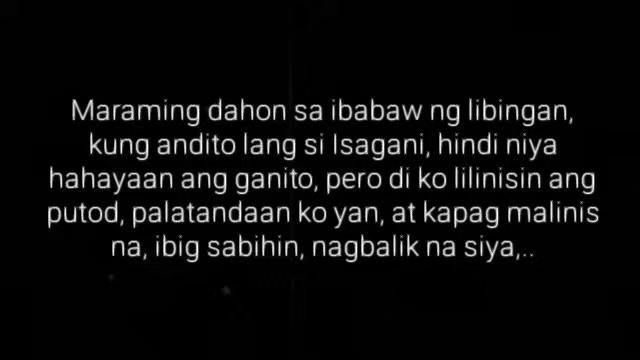 Maraming dahon sa ibabaw ng libingan,
kung andito lang si Isagani, hindi niya
hahayaan ang ganito, pero di ko lilinisin ang
putod, palatandaan ko yan, at kapag malinis
na, ibig sabihin, nagbalik na siya,..